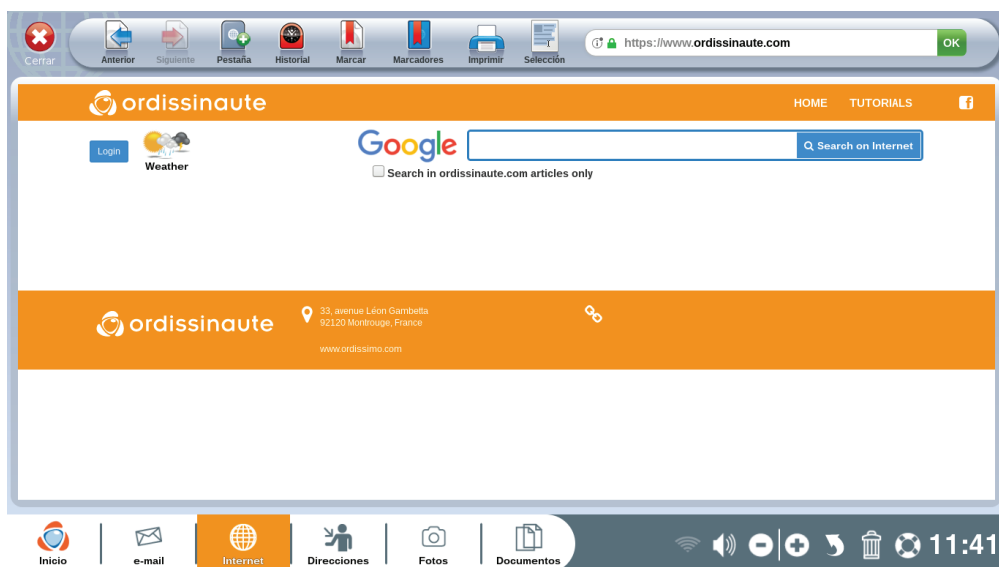 Cerrar
Anterior
Siguiente
Pestaña
Historial
Marcar
Marcadores
Imprimir
Selección
https://www.ordissinaute.com
OK
ordissinaute
HOME TUTORIALS
Login
Weather
Google
Search on Internet
Search in ordissinaute.com articles only
ordissinaute
33, avenue Léon Gambetta
92120 Montrouge, France
www.ordissimo.com
Inicio
e-mail
Internet
Direcciones
Fotos
Documentos
11:41